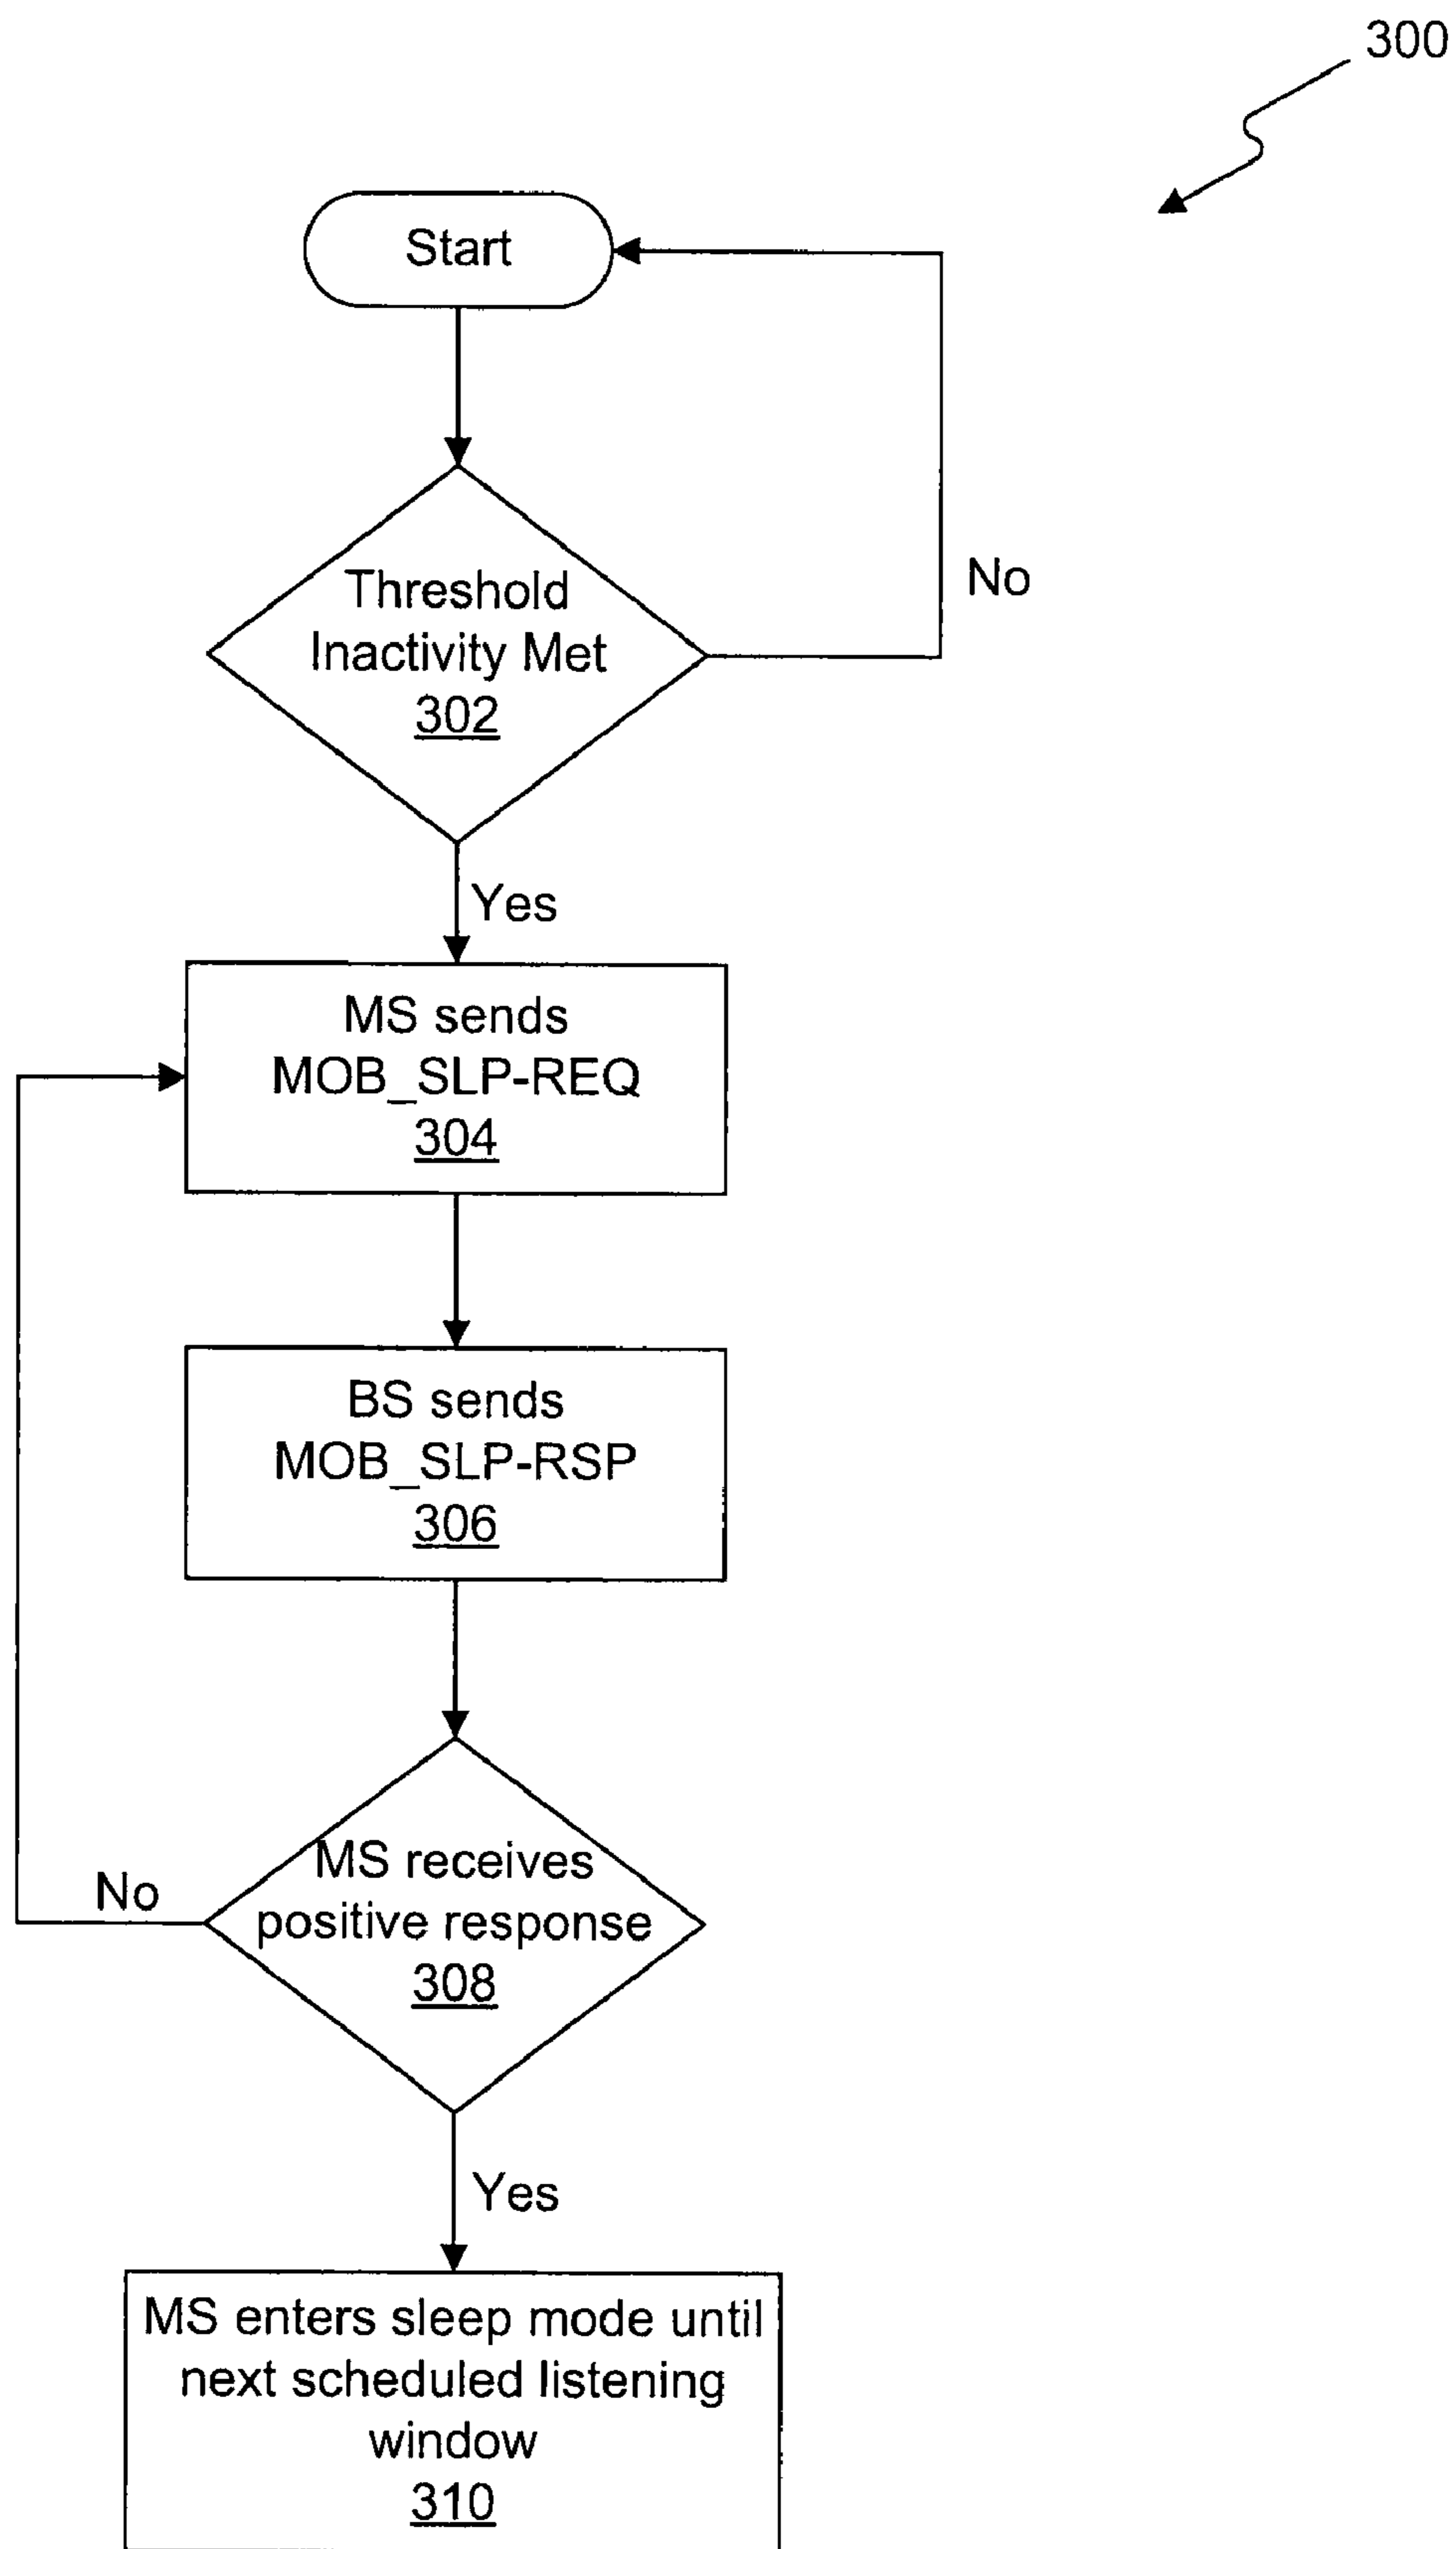 300
Start
Threshold
Inactivity Met
302
No
Yes
MS sends
MOB_SLP-REQ
304
BS sends
MOB_SLP-RSP
306
MS receives
positive response
308
No
Yes
MS enters sleep mode until
next scheduled listening
window
310